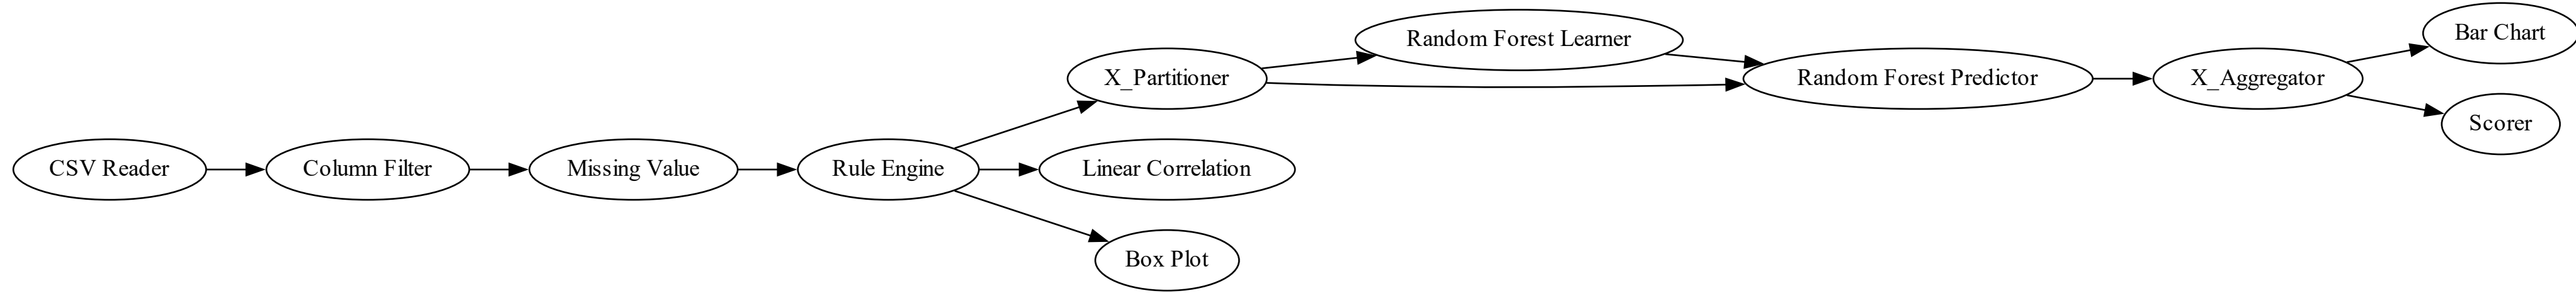 CSV Reader
Column Filter
Missing Value
Rule Engine
X_Partitioner
Linear Correlation
Box Plot
Random Forest Learner
Random Forest Predictor
X_Aggregator
Bar Chart
Scorer